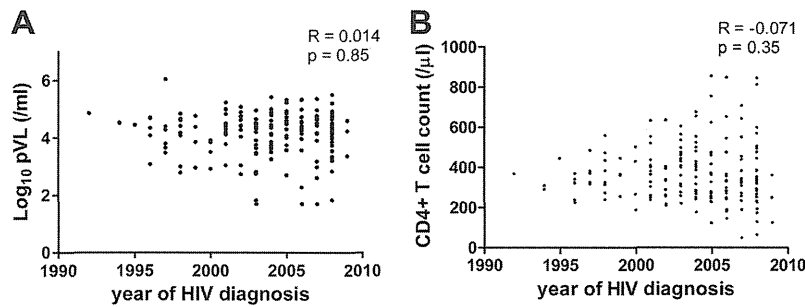 A
R = 0.014
p = 0.85
Log10 pVL (/ml)
6
4
2
0
1990 1995 2000 2005 2010
year of HIV diagnosis
B
R = -0.071
p = 0.35
CD4+ T cell count (/μl)
1000
800
600
400
200
0
1990 1995 2000 2005 2010
year of HIV diagnosis